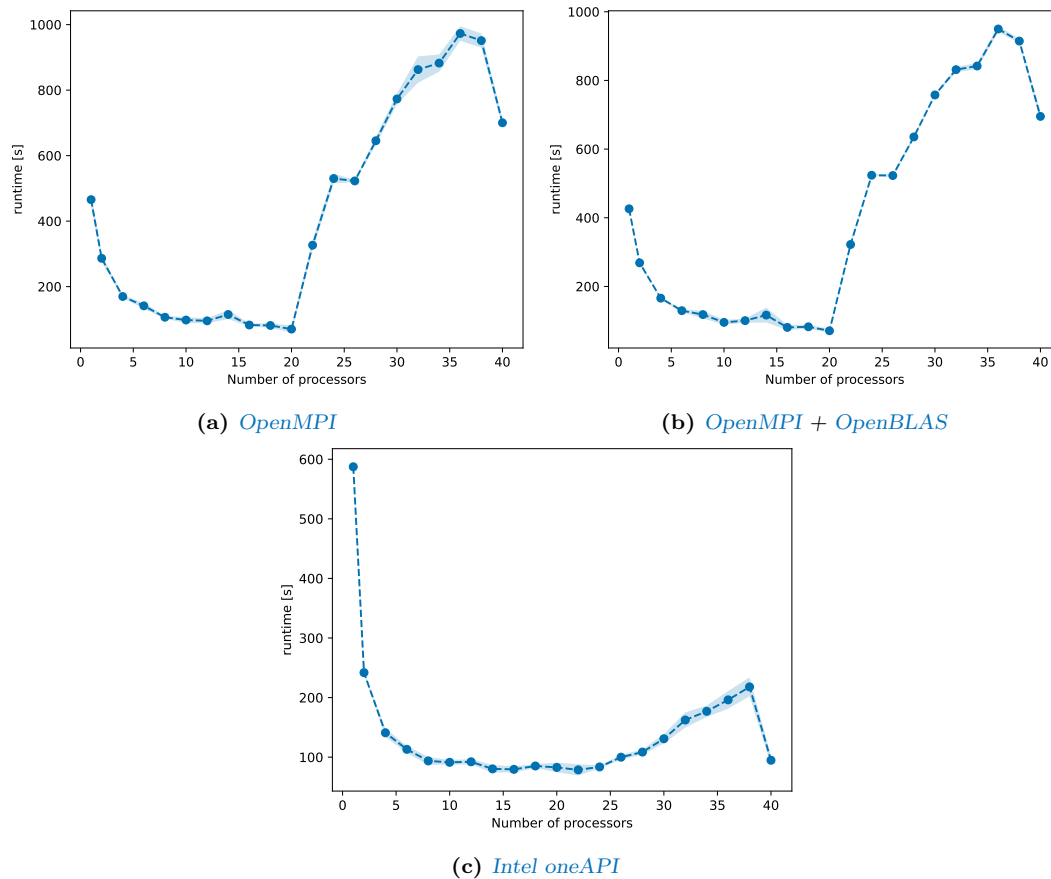 1000
800
600
400
200
runtime [s]
0 5 10 15 20 25 30 35 40
Number of processors
(a) OpenMPI
1000
800
600
400
200
runtime [s]
0 5 10 15 20 25 30 35 40
Number of processors
(b) OpenMPI + OpenBLAS
600
500
400
300
200
100
runtime [s]
0 5 10 15 20 25 30 35 40
Number of processors
(c) Intel oneAPI